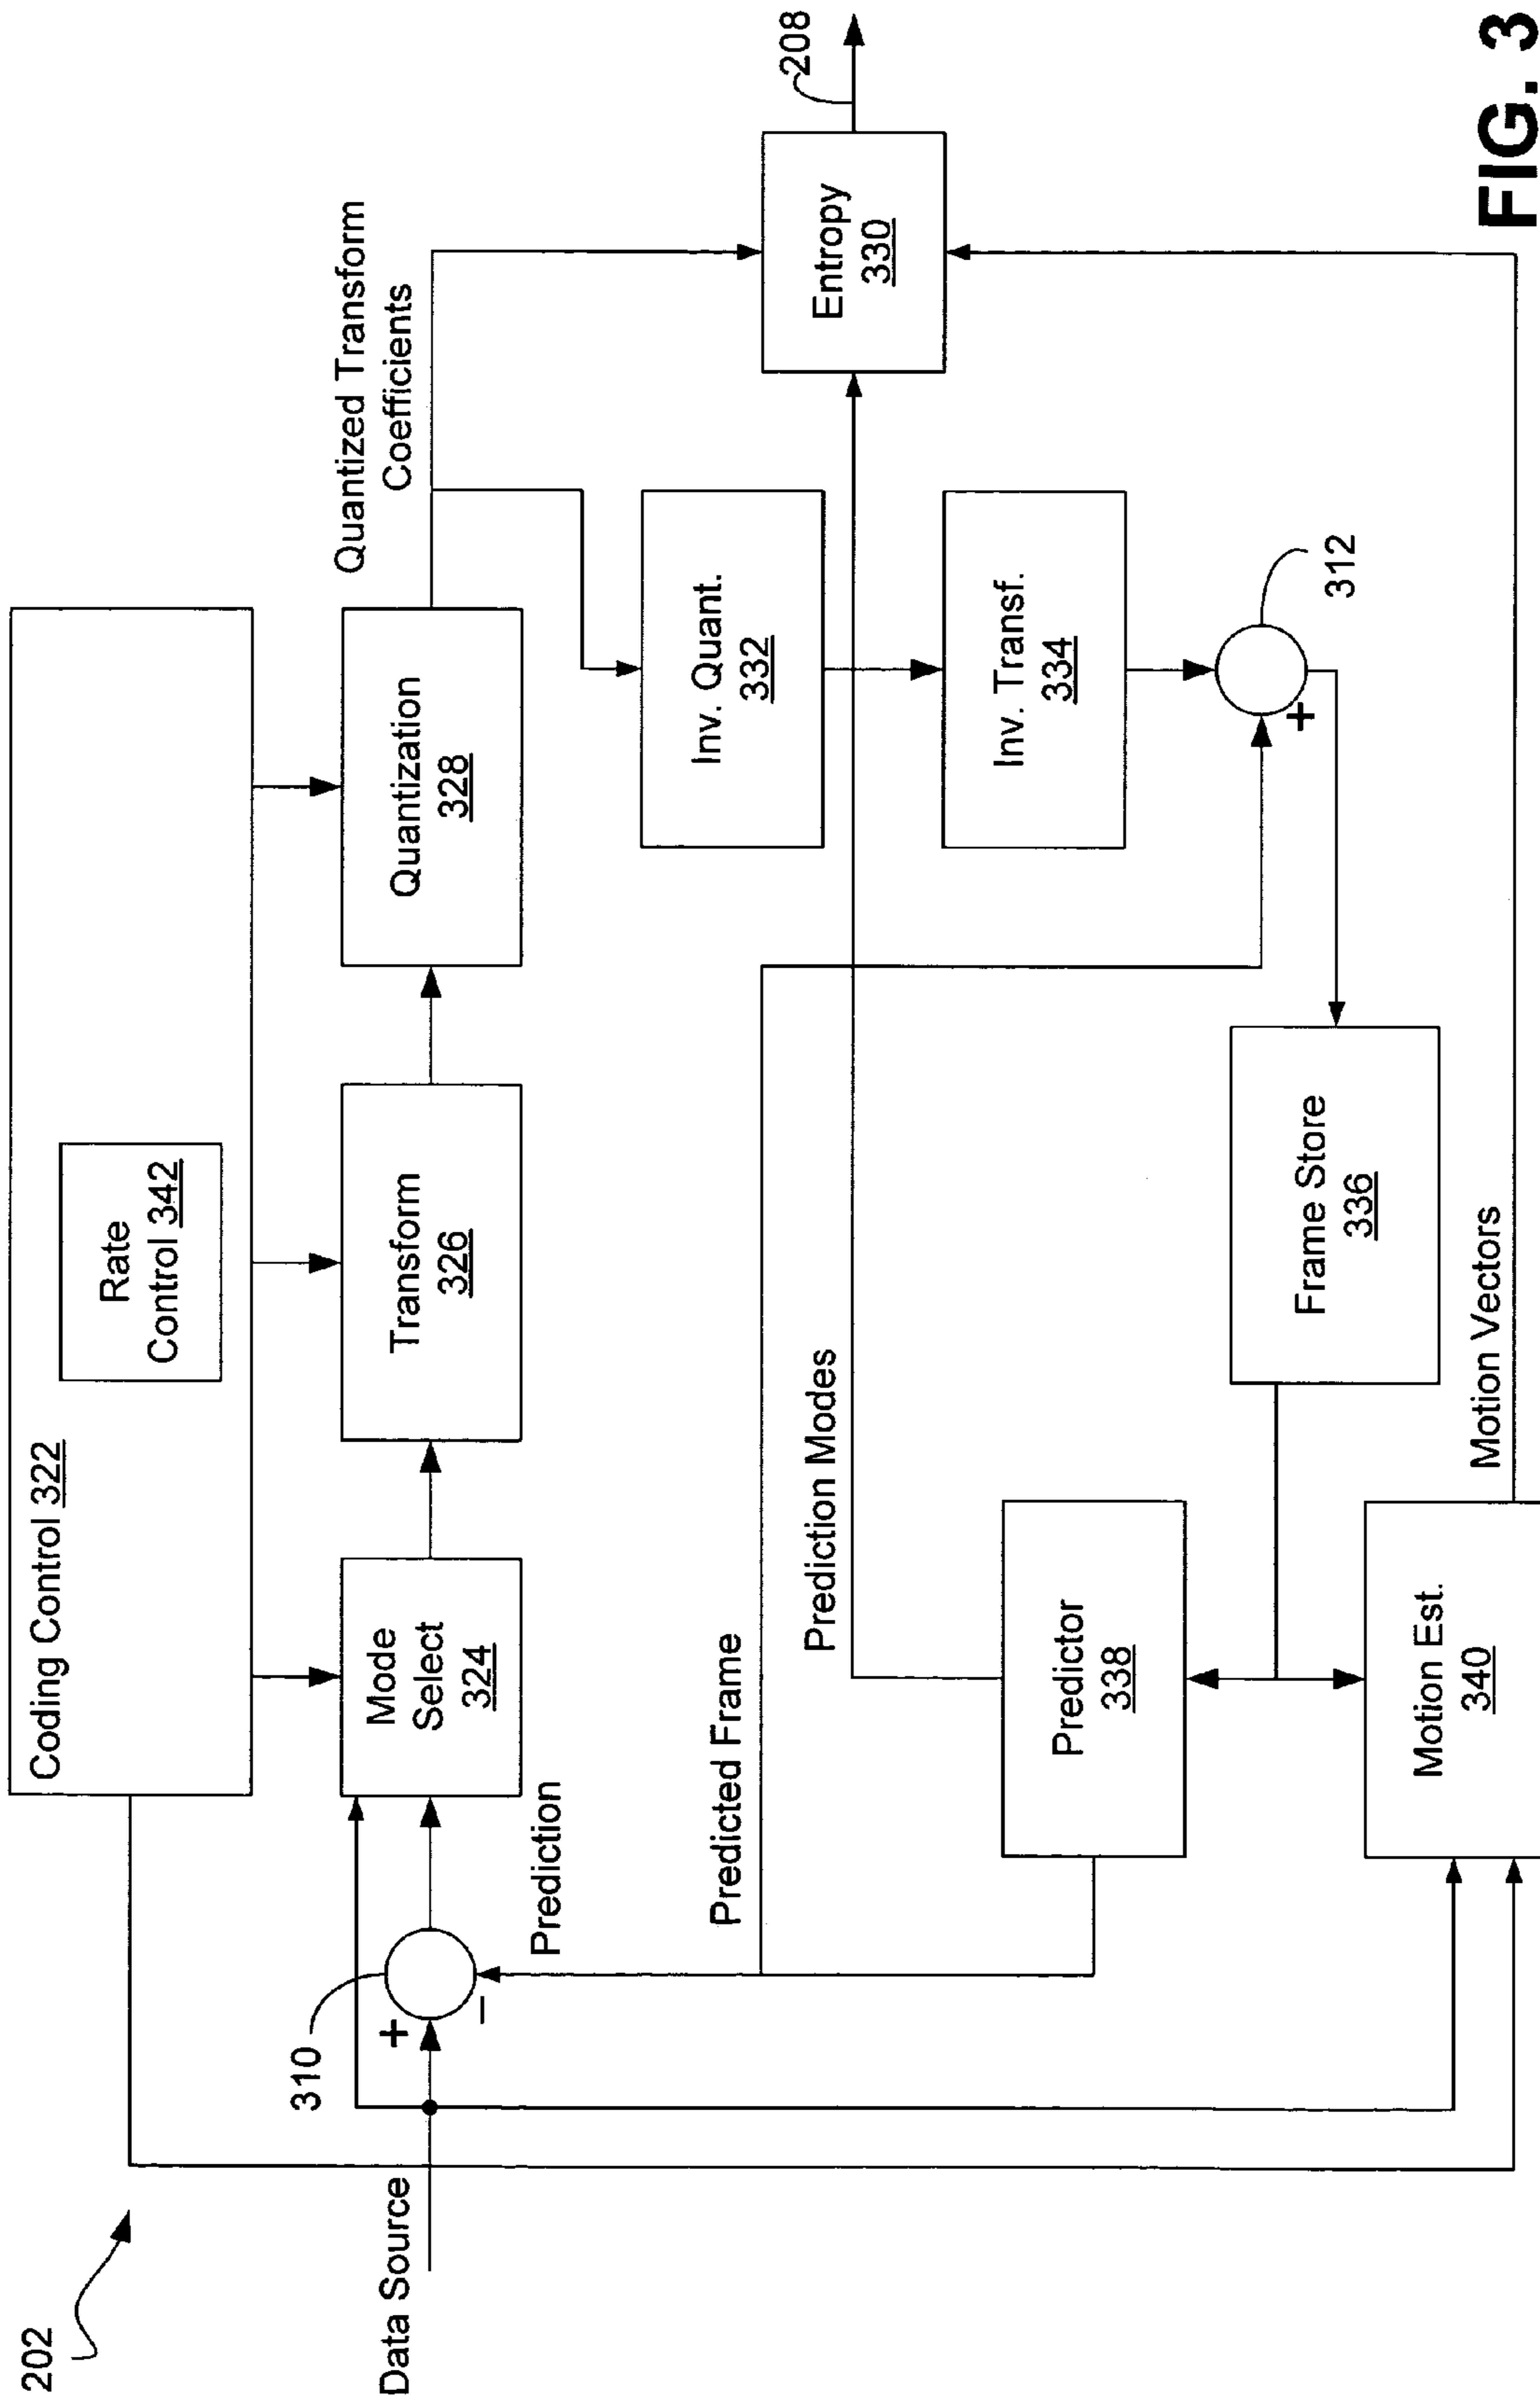 202
Coding Control 322
Rate
Control 342
Data Source
310
+
−
Prediction
Mode
Select
324
Transform
326
Quantization
328
Quantized Transform
Coefficients
Inv. Quant.
332
Entropy
330
208
Predicted Frame
Prediction Modes
Inv. Transf.
334
312
+
Predictor
338
Frame Store
336
Motion Est.
340
Motion Vectors
FIG. 3